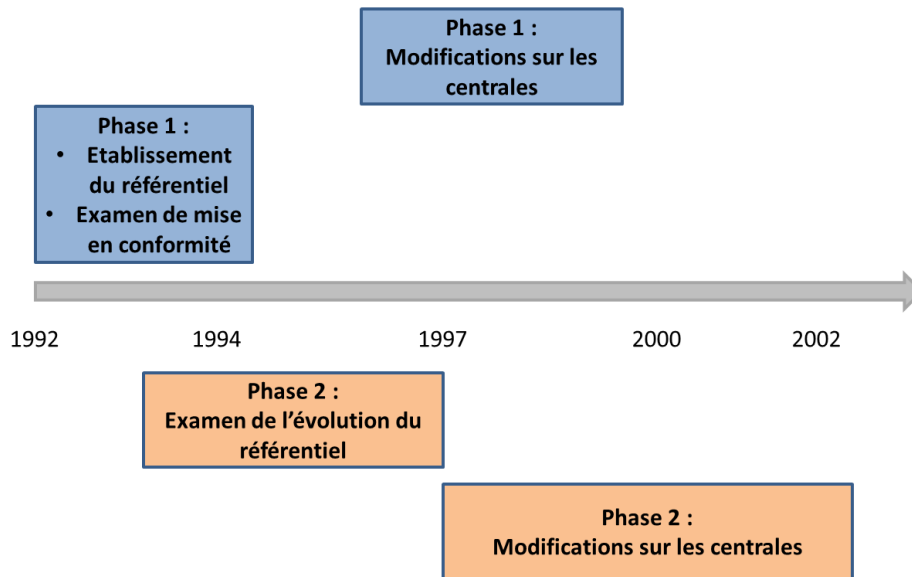 Phase 1 :
Modifications sur les
centrales
Phase 1 :
• Etablissement
du référentiel
• Examen de mise
en conformité
1992 1994 1997 2000 2002
Phase 2 :
Examen de l'évolution du
référentiel
Phase 2 :
Modifications sur les centrales